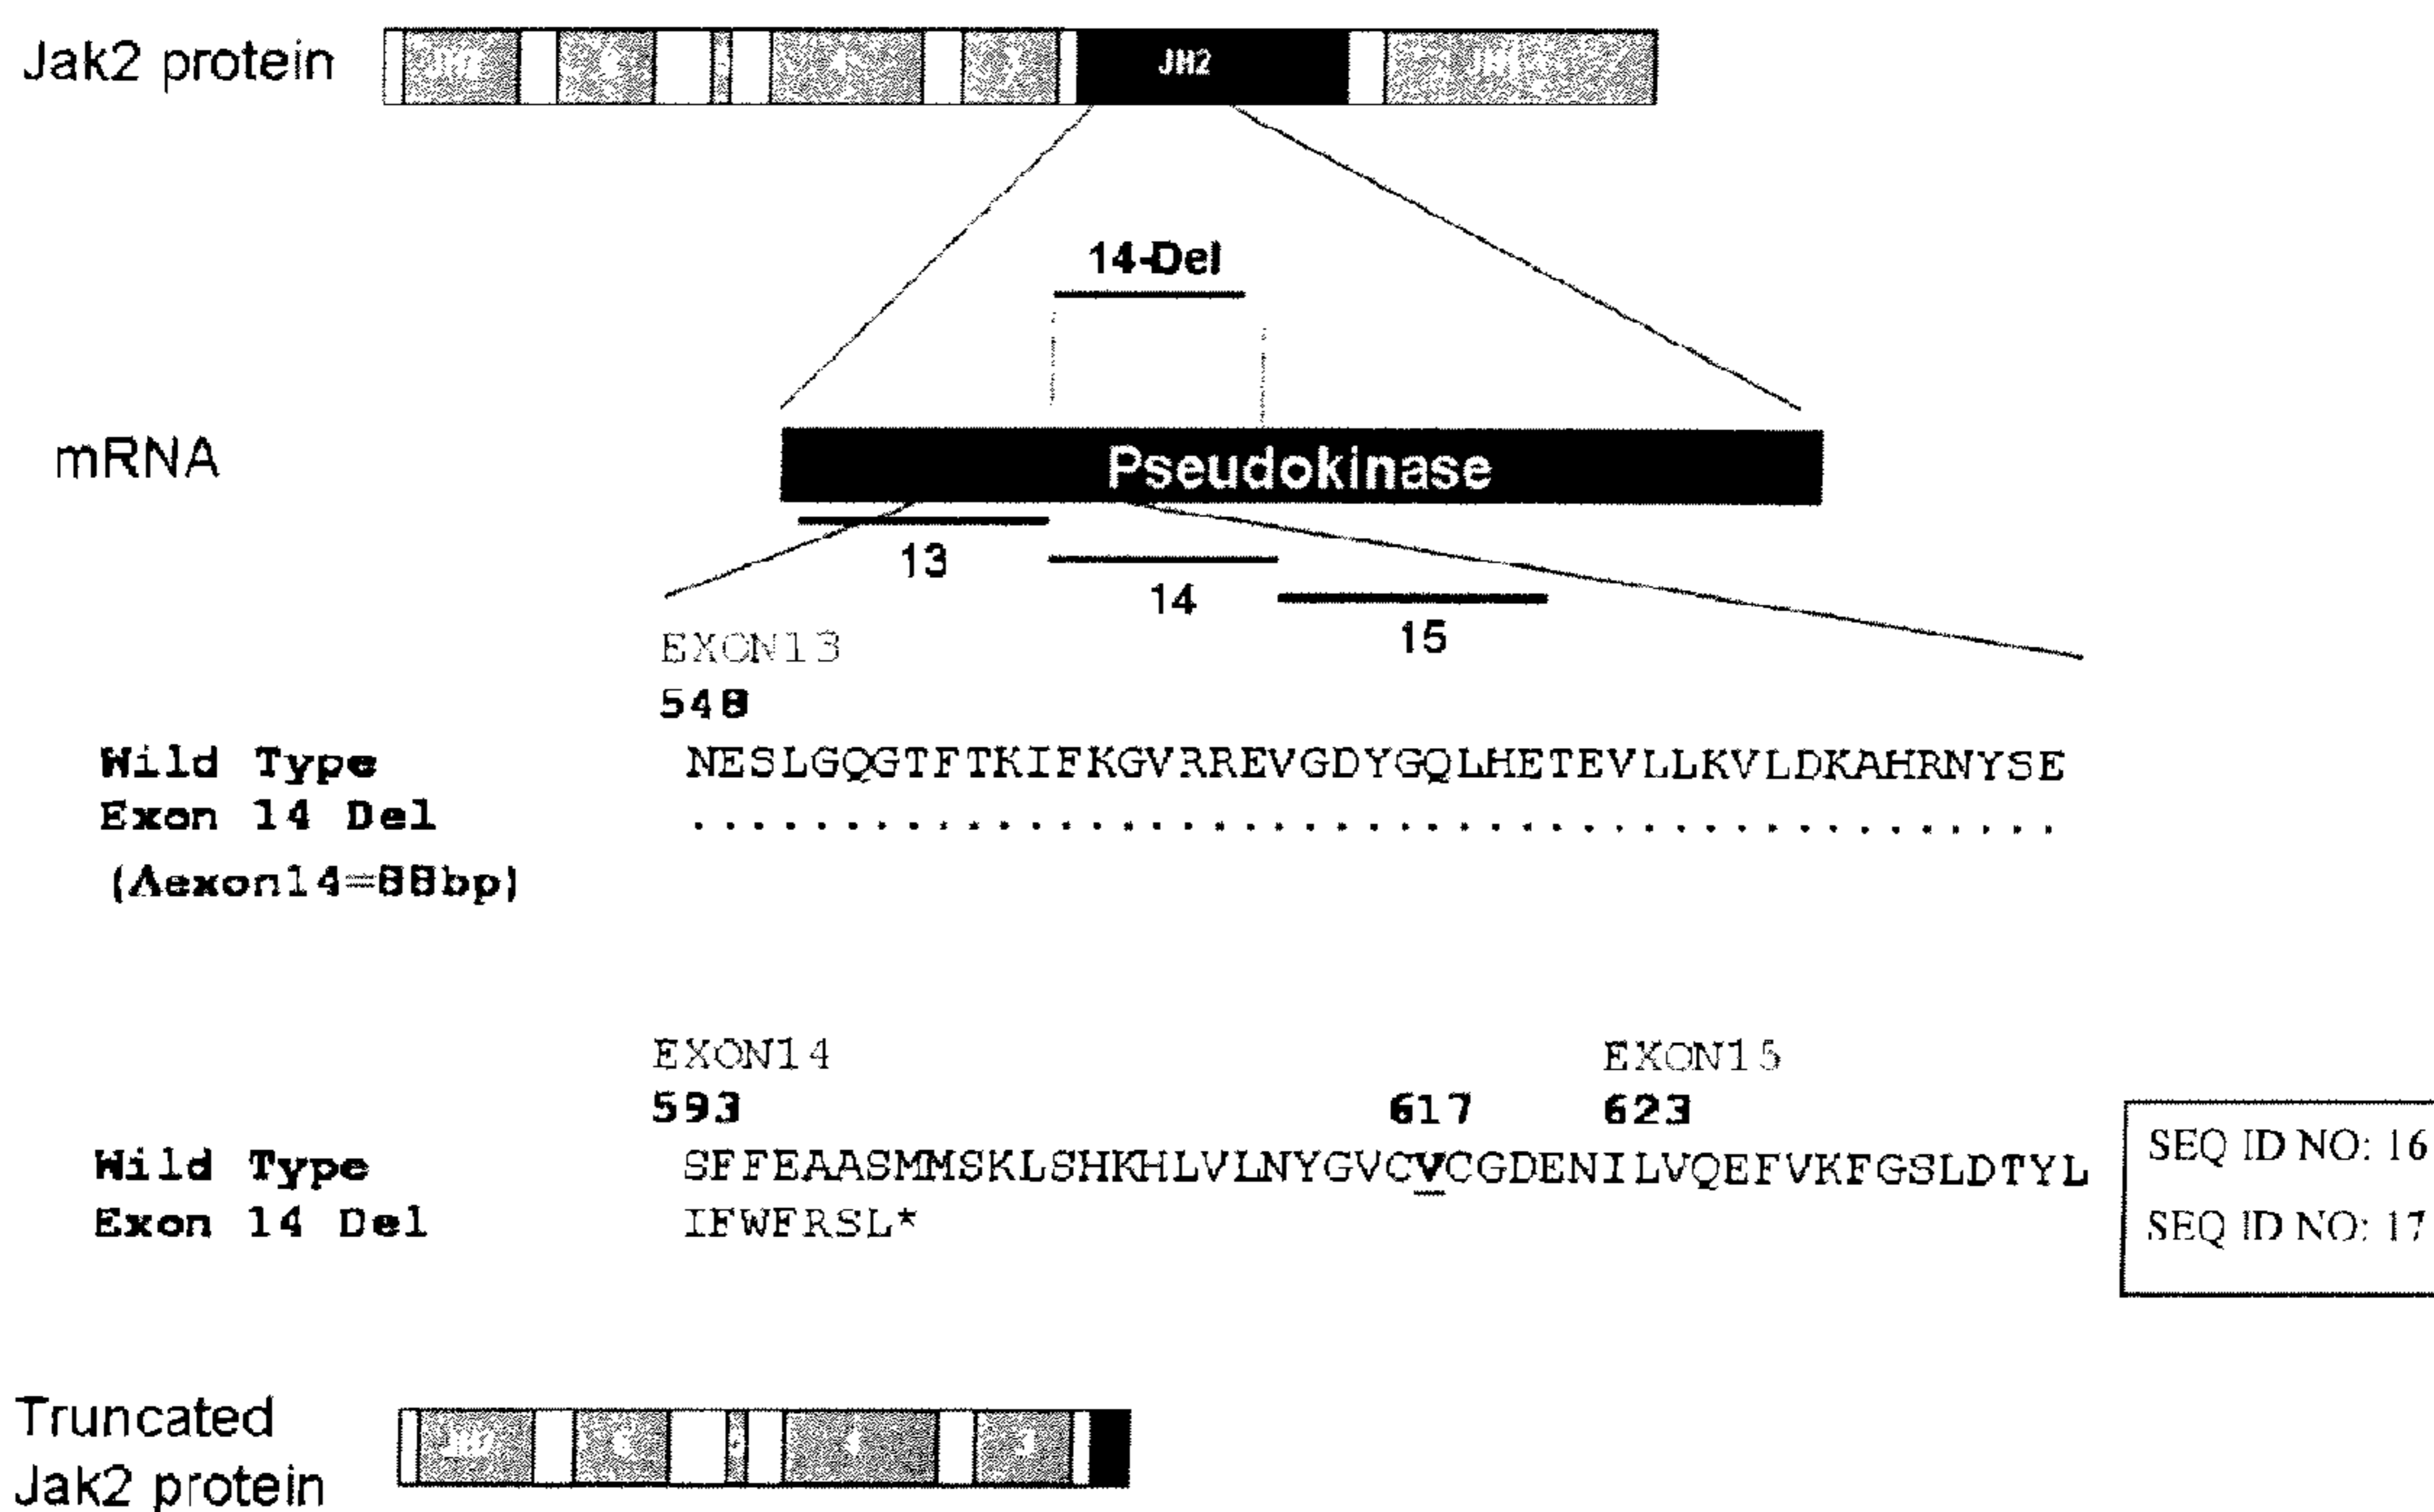 Jak2 protein
JH2
14-Del
mRNA
Pseudokinase
13
14
15
EXON13
548
Wild Type NESLGQGTFTKIFKGVRREVGDYGQLHETEVLLKVLDKAHRNYSE
Exon 14 Del .............................................
(Δexon14=88bp)
EXON14 EXON15
593 617 623
Wild Type SFFEAASMMSKLSHKHLVLNYGVCVCGDENILVQEFVKFGSLDTYL SEQ ID NO: 16
Exon 14 Del IFWFRSL* SEQ ID NO: 17
Truncated
Jak2 protein